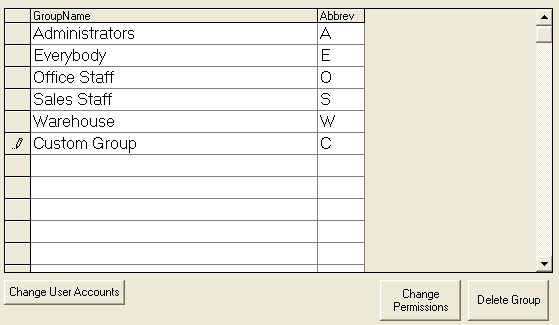 GroupName Abbrev
Administrators A
Everybody E
Office Staff O
Sales Staff S
Warehouse W
Custom Group C
Change User Accounts
Change
Permissions
Delete Group